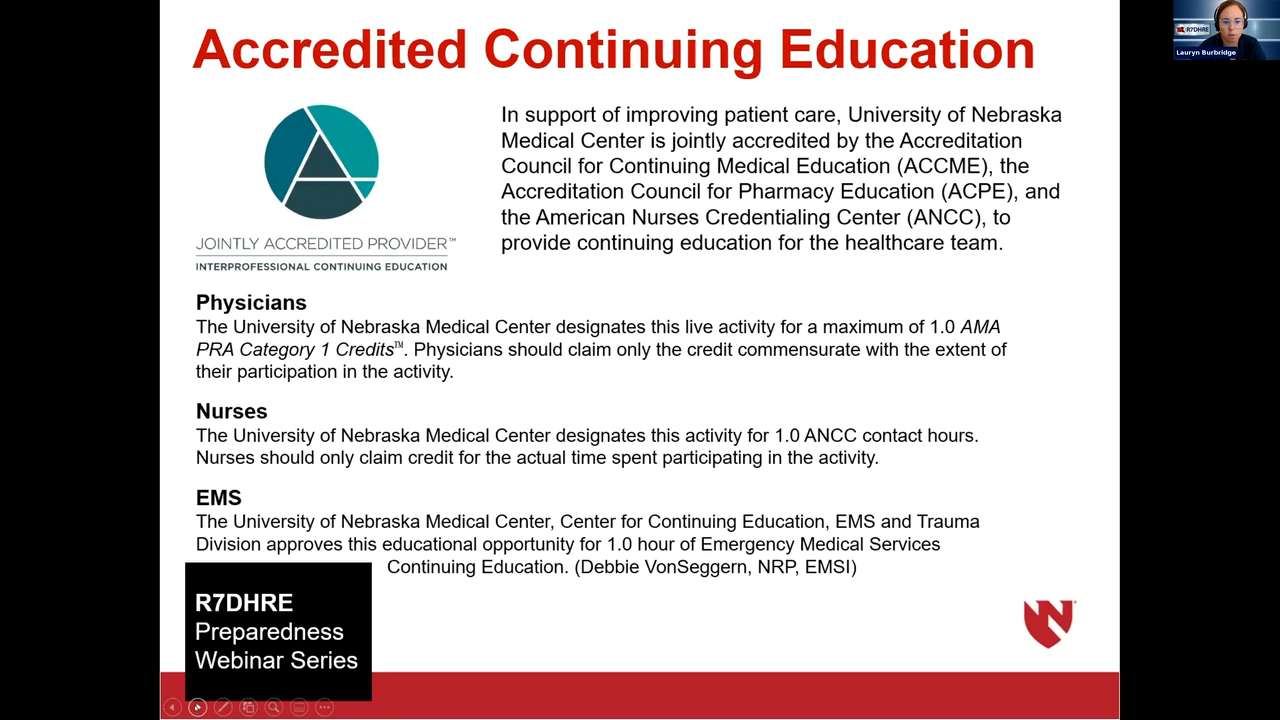 Accredited Continuing Education
R7DHRE
Lauryn Burbridge
In support of improving patient care, University of Nebraska
Medical Center is jointly accredited by the Accreditation
Council for Continuing Medical Education (ACCME), the
Accreditation Council for Pharmacy Education (ACPE), and
the American Nurses Credentialing Center (ANCC), to
provide continuing education for the healthcare team.
JOINTLY ACCREDITED PROVIDER™
INTERPROFESSIONAL CONTINUING EDUCATION
Physicians
The University of Nebraska Medical Center designates this live activity for a maximum of 1.0 AMA
PRA Category 1 Credits™. Physicians should claim only the credit commensurate with the extent of
their participation in the activity.
Nurses
The University of Nebraska Medical Center designates this activity for 1.0 ANCC contact hours.
Nurses should only claim credit for the actual time spent participating in the activity.
EMS
The University of Nebraska Medical Center, Center for Continuing Education, EMS and Trauma
Division approves this educational opportunity for 1.0 hour of Emergency Medical Services
Continuing Education. (Debbie VonSeggern, NRP, EMSI)
R7DHRE
Preparedness
Webinar Series
N